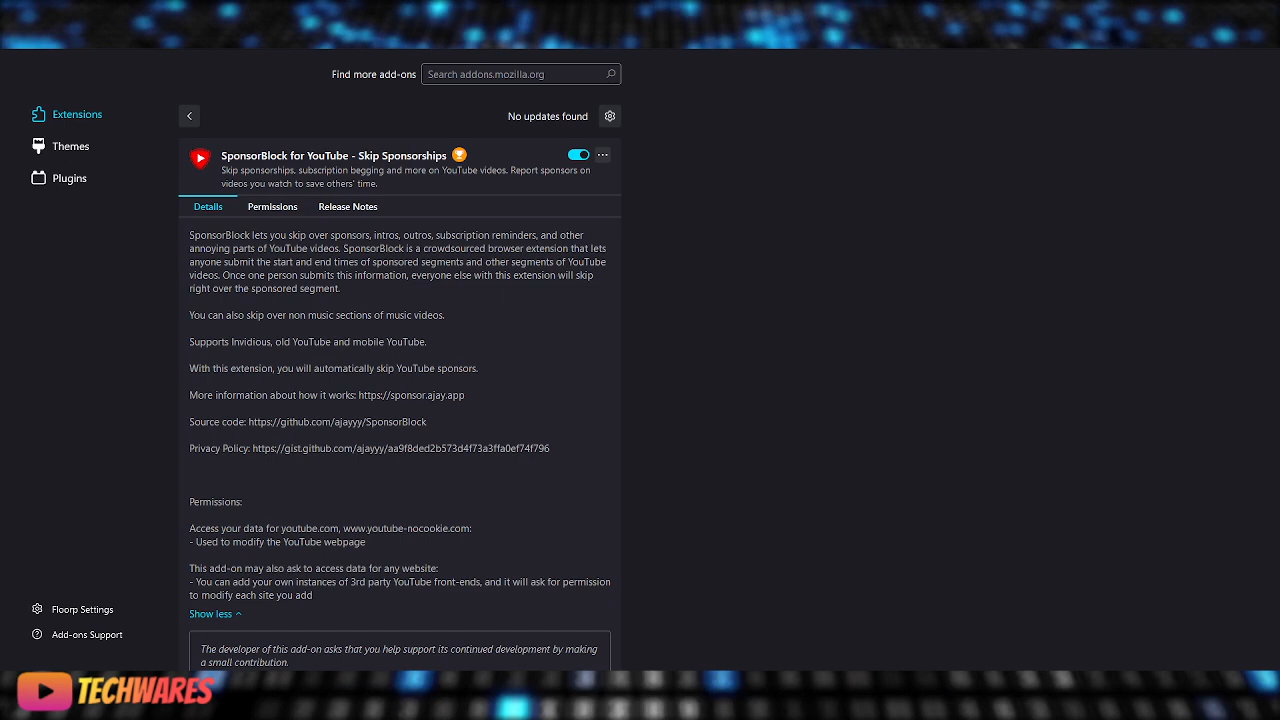 Find more add-ons
Search addons.mozilla.org
Extensions
Themes
Plugins
No updates found
SponsorBlock for YouTube - Skip Sponsorships
Skip sponsorships, subscription begging and more on YouTube videos. Report sponsors on
videos you watch to save others' time.
Details Permissions Release Notes
SponsorBlock lets you skip over sponsors, intros, outros, subscription reminders, and other
annoying parts of YouTube videos. SponsorBlock is a crowdsourced browser extension that lets
anyone submit the start and end times of sponsored segments and other segments of YouTube
videos. Once one person submits this information, everyone else with this extension will skip
right over the sponsored segment.
You can also skip over non music sections of music videos.
Supports Invidious, old YouTube and mobile YouTube.
With this extension, you will automatically skip YouTube sponsors.
More information about how it works: https://sponsor.ajay.app
Source code: https://github.com/ajayyy/SponsorBlock
Privacy Policy: https://gist.github.com/ajayyy/aa9f8ded2b573d4f73a3ffa0ef74f796
Permissions:
Access your data for youtube.com, www.youtube-nocookie.com:
- Used to modify the YouTube webpage
This add-on may also ask to access data for any website:
- You can add your own instances of 3rd party YouTube front-ends, and it will ask for permission
to modify each site you add
Show less
The developer of this add-on asks that you help support its continued development by making
a small contribution.
Floorp Settings
Add-ons Support
TECHWARES